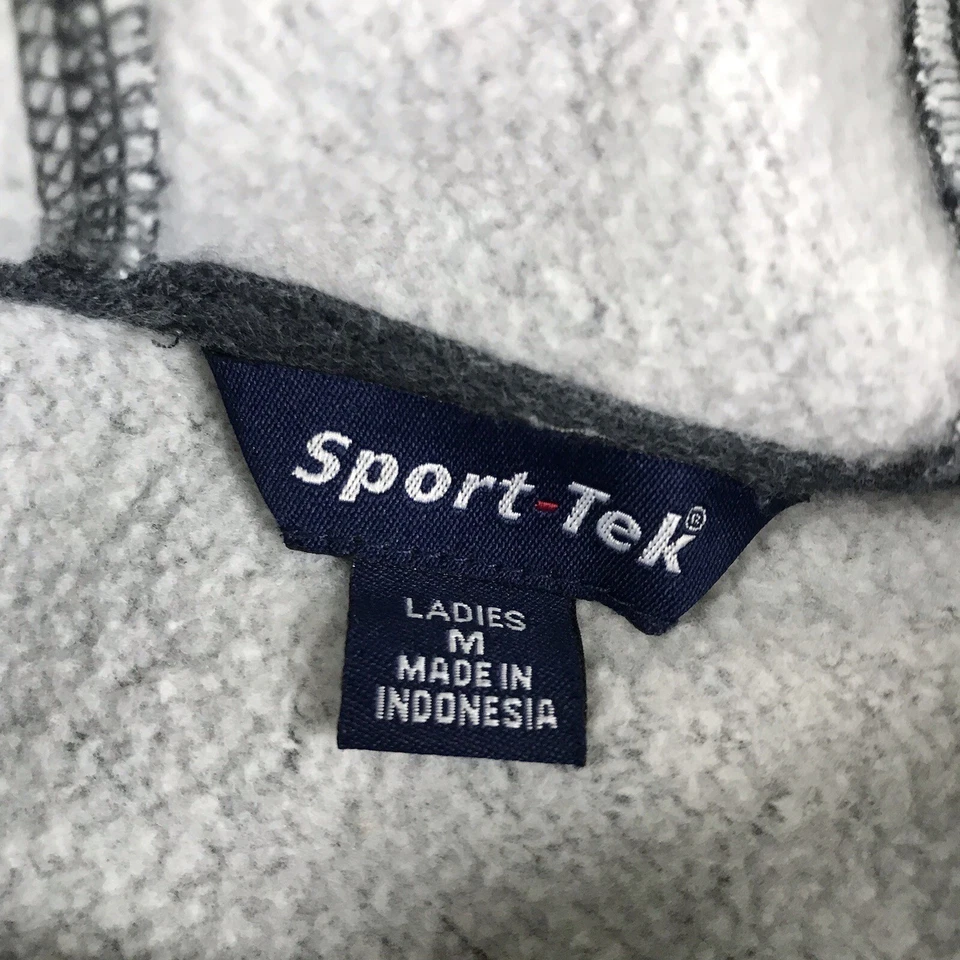 Sport-Tek®
LADIES
M
MADE IN
INDONESIA